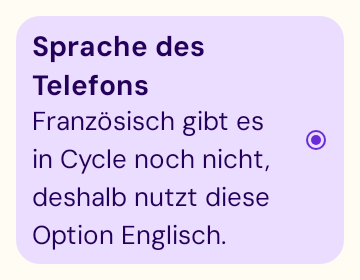 Sprache des
Telefons
Französisch gibt es
in Cycle noch nicht,
deshalb nutzt diese
Option Englisch.